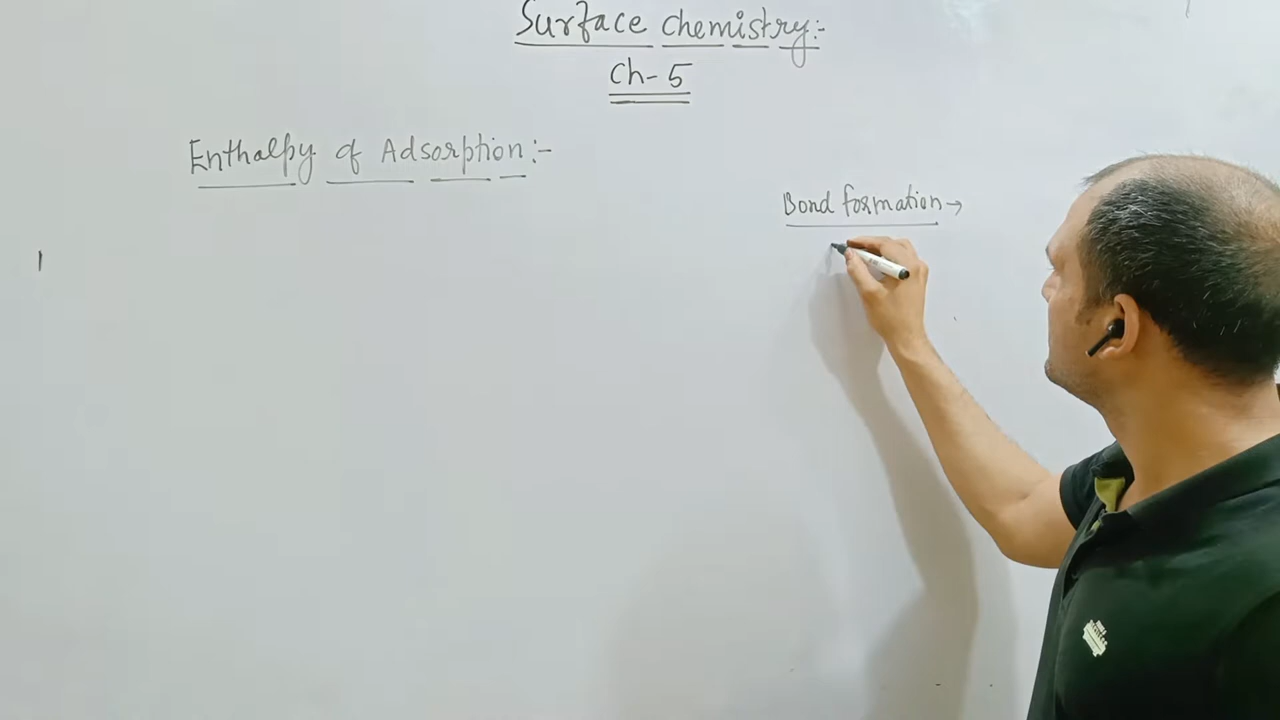 Surface chemistry:-
Ch-5
Enthalpy of Adsorption:-
Bond formation→